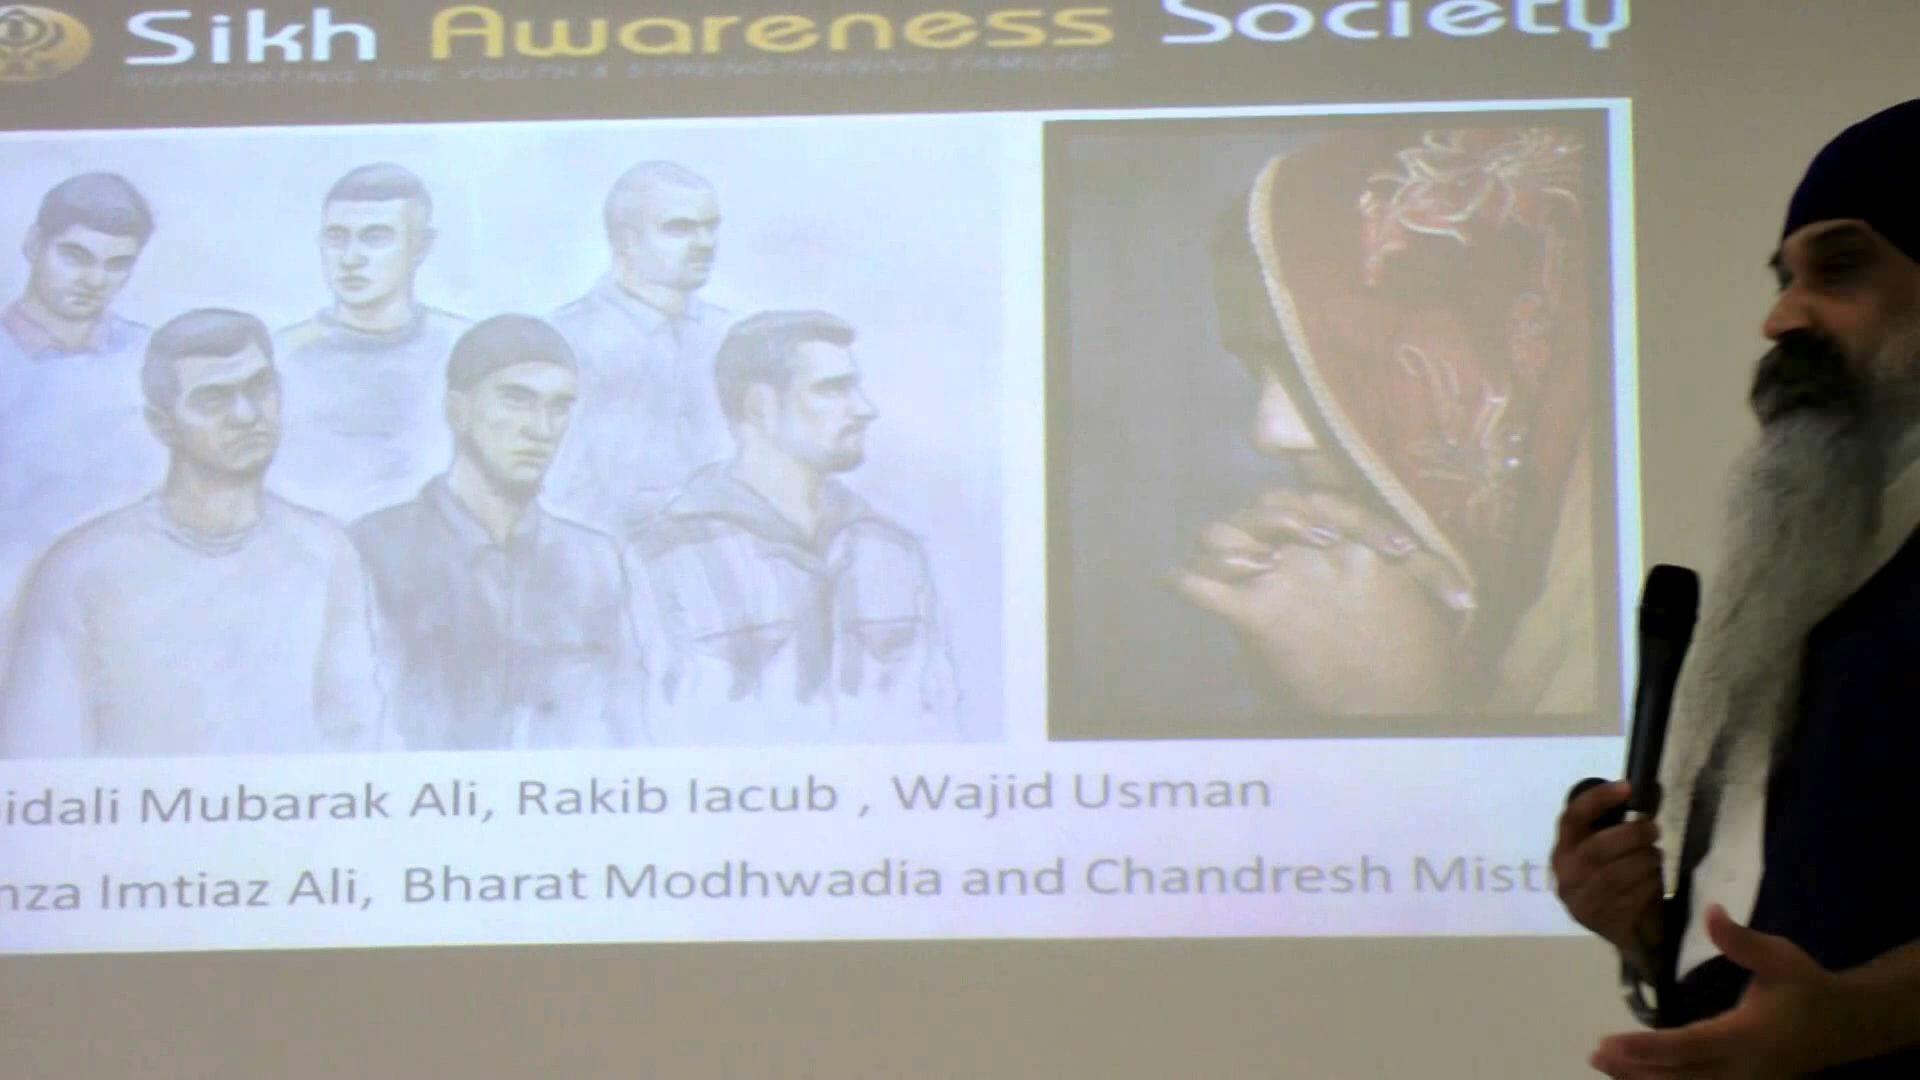 Sikh Awareness Society
SUPPORTING THE YOUTH & STRENGTHENING FAMILIES
idali Mubarak Ali, Rakib Iacub , Wajid Usman
nza Imtiaz Ali, Bharat Modhwadia and Chandresh Mist